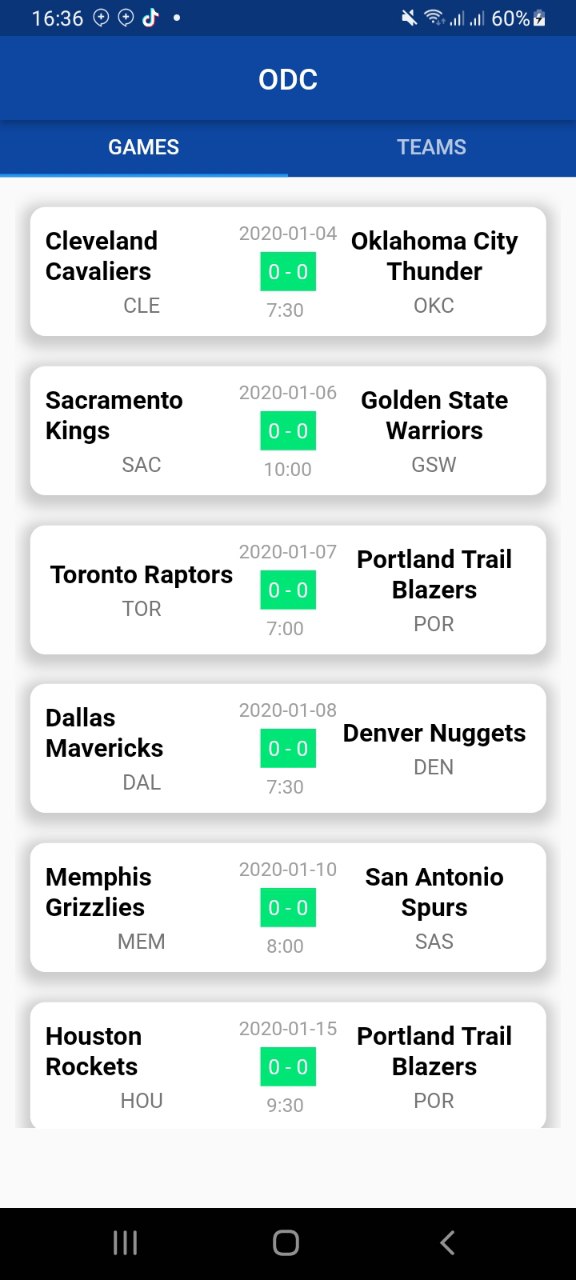 16:36
60%
ODC
GAMES TEAMS
Cleveland Cavaliers
CLE
2020-01-04
0 - 0
7:30
Oklahoma City
Thunder
OKC
Sacramento
Kings
SAC
2020-01-06
0 - 0
10:00
Golden State
Warriors
GSW
Toronto Raptors
TOR
2020-01-07
0 - 0
7:00
Portland Trail
Blazers
POR
Dallas
Mavericks
DAL
2020-01-08
0 - 0
7:30
Denver Nuggets
DEN
Memphis
Grizzlies
MEM
2020-01-10
0 - 0
8:00
San Antonio
Spurs
SAS
Houston
Rockets
HOU
2020-01-15
0 - 0
9:30
Portland Trail
Blazers
POR